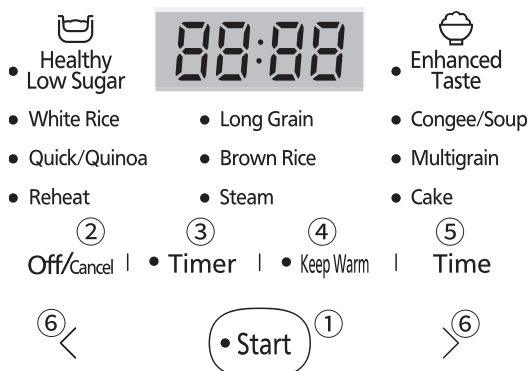 88:88
Healthy
Low Sugar
Enhanced
Taste
White Rice
Long Grain
Congee/Soup
Quick/Quinoa
Brown Rice
Multigrain
Reheat
Steam
Cake
② ③ ④ ⑤
Off/Cancel | • Timer | • Keep Warm | Time
⑥ < • Start ① > ⑥